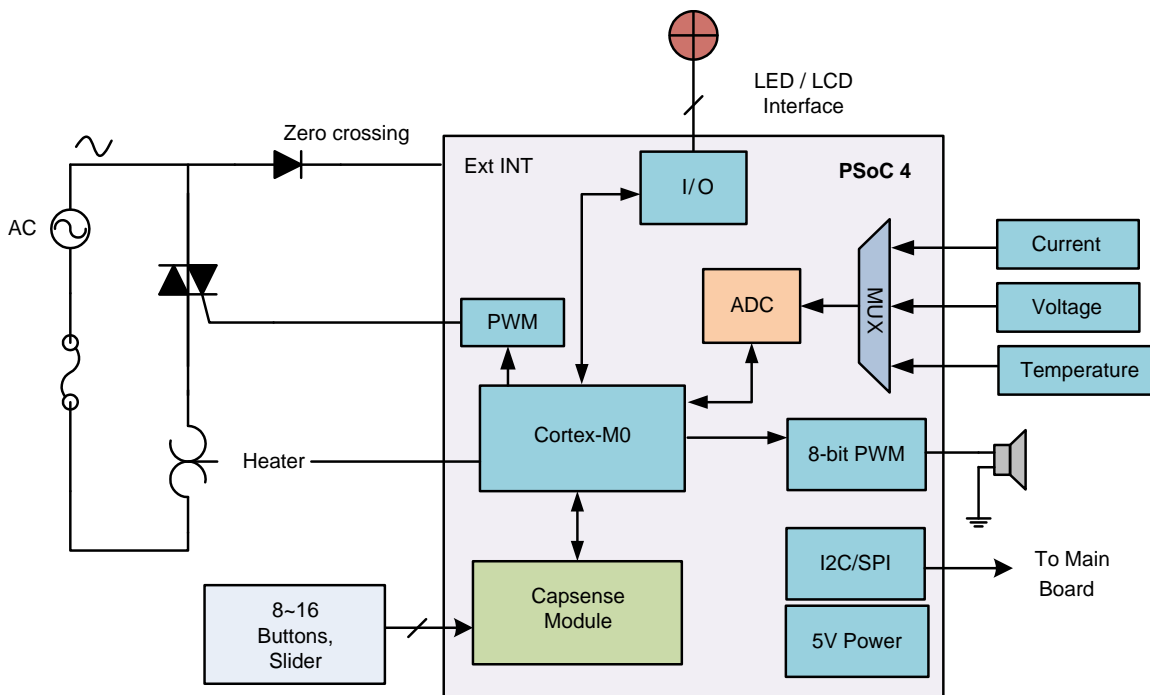 LED / LCD
Interface
Zero crossing
Ext INT
PSoC 4
I/O
AC
Current
MUX
ADC
Voltage
PWM
Temperature
Cortex-M0
8-bit PWM
Heater
I2C/SPI
To Main
Board
Capsense
Module
8~16
Buttons,
Slider
5V Power